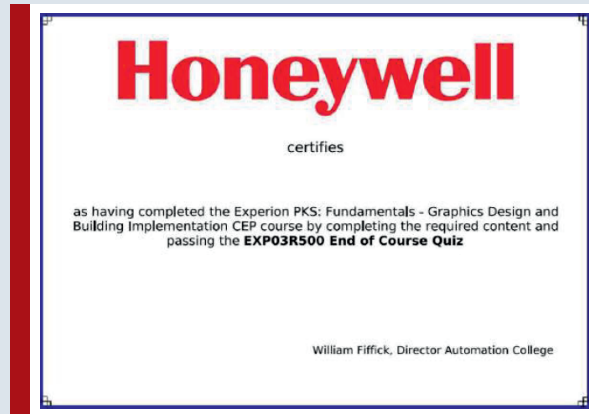 Honeywell
certifies
as having completed the Experion PKS: Fundamentals - Graphics Design and
Building Implementation CEP course by completing the required content and
passing the EXP03R500 End of Course Quiz
William Fiffick, Director Automation College